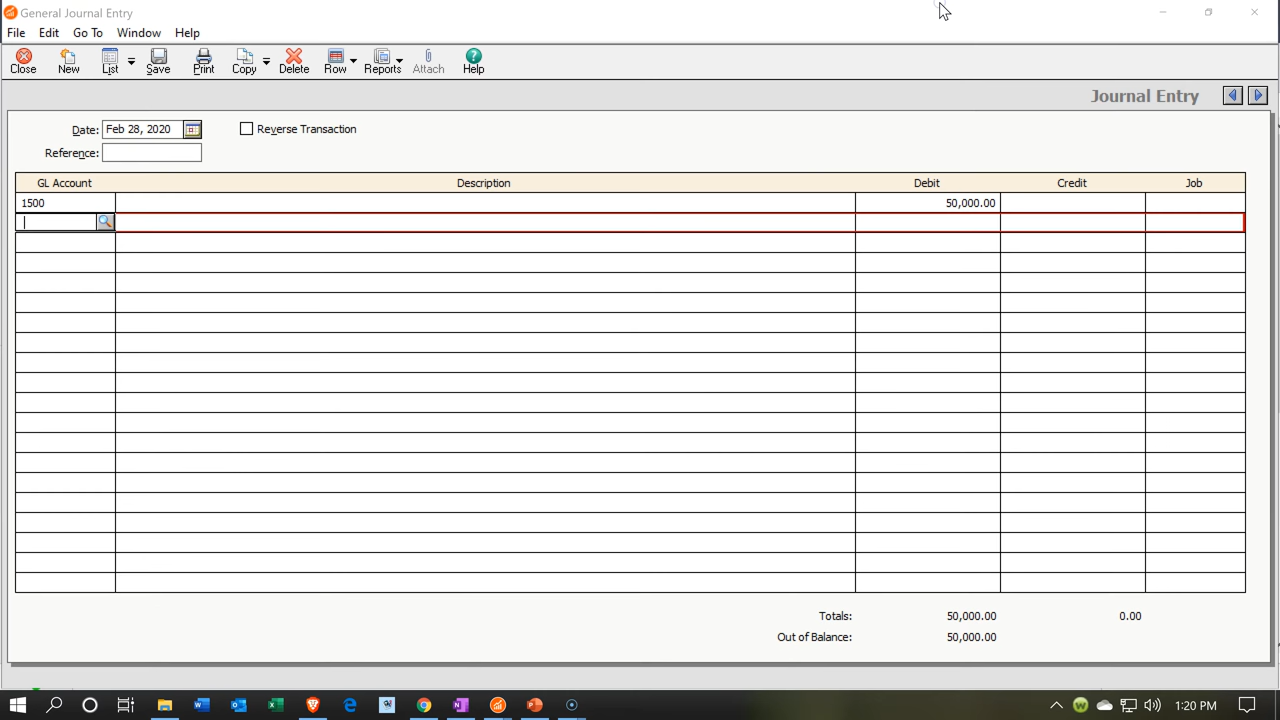 General Journal Entry
File Edit Go To Window Help
Close New List Save Print Copy Delete Row Reports Attach Help
Journal Entry
Date: Feb 28, 2020 Reverse Transaction
Reference:
GL Account Description Debit Credit Job
1500 50,000.00
Totals: 50,000.00 0.00
Out of Balance: 50,000.00
1:20 PM